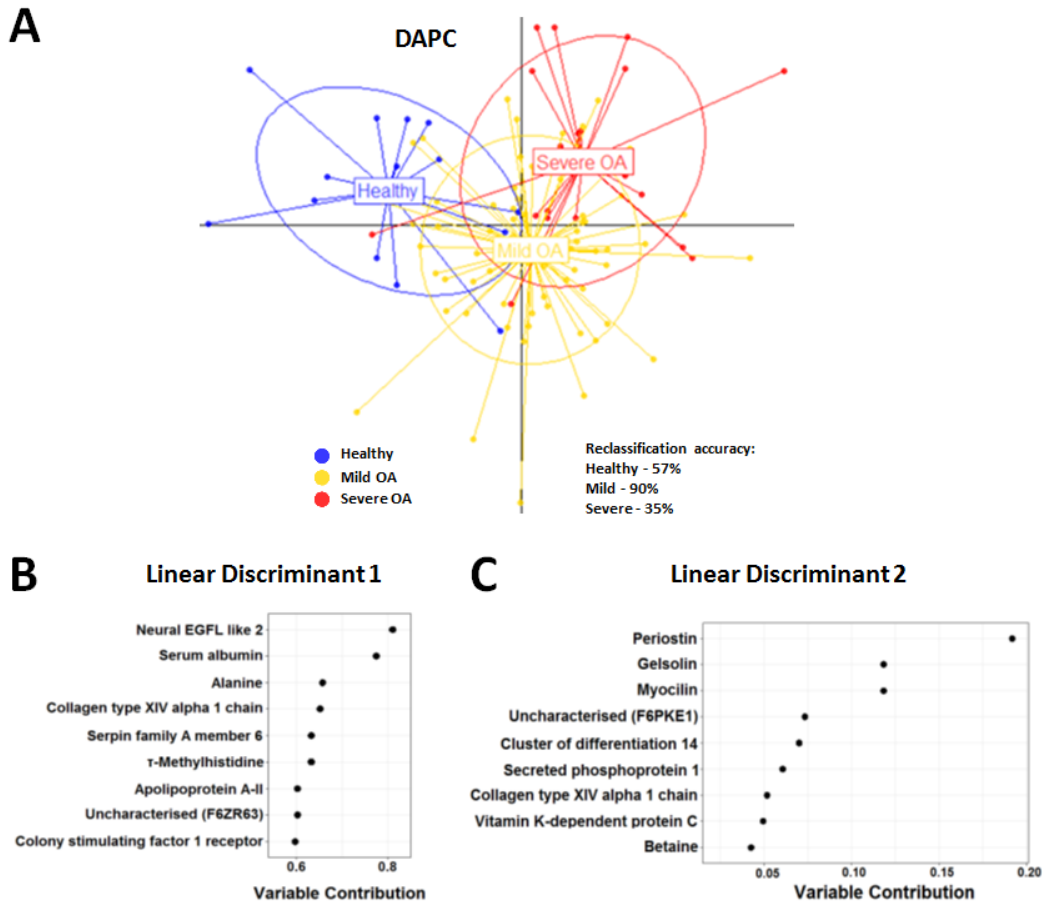 A
DAPC
Severe OA
Healthy
Mild OA
Healthy
Mild OA
Severe OA
Reclassification accuracy:
Healthy - 57%
Mild - 90%
Severe - 35%
B
Linear Discriminant 1
Neural EGFL like 2
Serum albumin
Alanine
Collagen type XIV alpha 1 chain
Serpin family A member 6
τ-Methylhistidine
Apolipoprotein A-II
Uncharacterised (F6ZR63)
Colony stimulating factor 1 receptor
0.6 0.8
Variable Contribution
C
Linear Discriminant 2
Periostin
Gelsolin
Myocilin
Uncharacterised (F6PKE1)
Cluster of differentiation 14
Secreted phosphoprotein 1
Collagen type XIV alpha 1 chain
Vitamin K-dependent protein C
Betaine
0.05 0.10 0.15 0.20
Variable Contribution